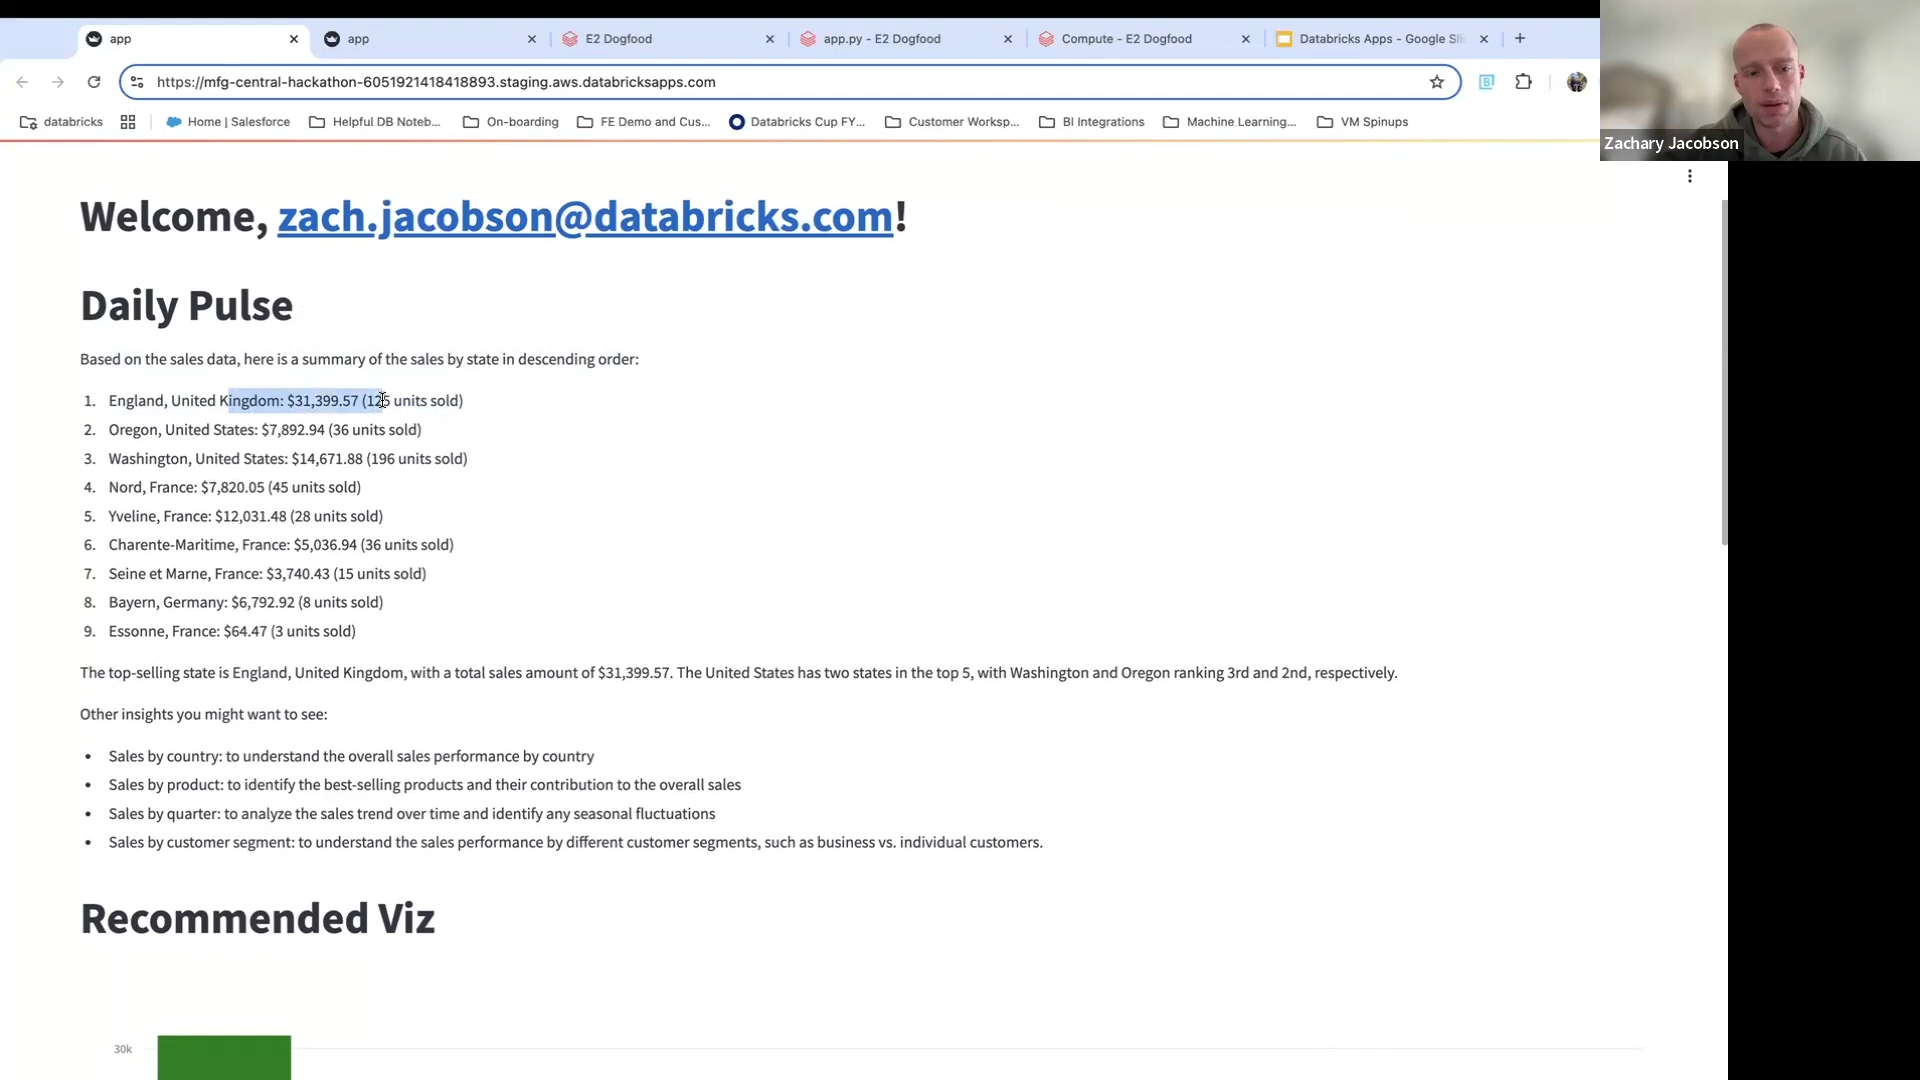 app
app
E2 Dogfood
app.py - E2 Dogfood
Compute - E2 Dogfood
Databricks Apps - Google Sli
https://mfg-central-hackathon-6051921418418893.staging.aws.databricksapps.com
databricks
Home | Salesforce
Helpful DB Noteb...
On-boarding
FE Demo and Cus...
Databricks Cup FY...
Customer Worksp...
BI Integrations
Machine Learning...
VM Spinups
Zachary Jacobson
Welcome, zach.jacobson@databricks.com!
Daily Pulse
Based on the sales data, here is a summary of the sales by state in descending order:
1. England, United Kingdom: $31,399.57 (125 units sold)
2. Oregon, United States: $7,892.94 (36 units sold)
3. Washington, United States: $14,671.88 (196 units sold)
4. Nord, France: $7,820.05 (45 units sold)
5. Yveline, France: $12,031.48 (28 units sold)
6. Charente-Maritime, France: $5,036.94 (36 units sold)
7. Seine et Marne, France: $3,740.43 (15 units sold)
8. Bayern, Germany: $6,792.92 (8 units sold)
9. Essonne, France: $64.47 (3 units sold)
The top-selling state is England, United Kingdom, with a total sales amount of $31,399.57. The United States has two states in the top 5, with Washington and Oregon ranking 3rd and 2nd, respectively.
Other insights you might want to see:
• Sales by country: to understand the overall sales performance by country
• Sales by product: to identify the best-selling products and their contribution to the overall sales
• Sales by quarter: to analyze the sales trend over time and identify any seasonal fluctuations
• Sales by customer segment: to understand the sales performance by different customer segments, such as business vs. individual customers.
Recommended Viz
30k